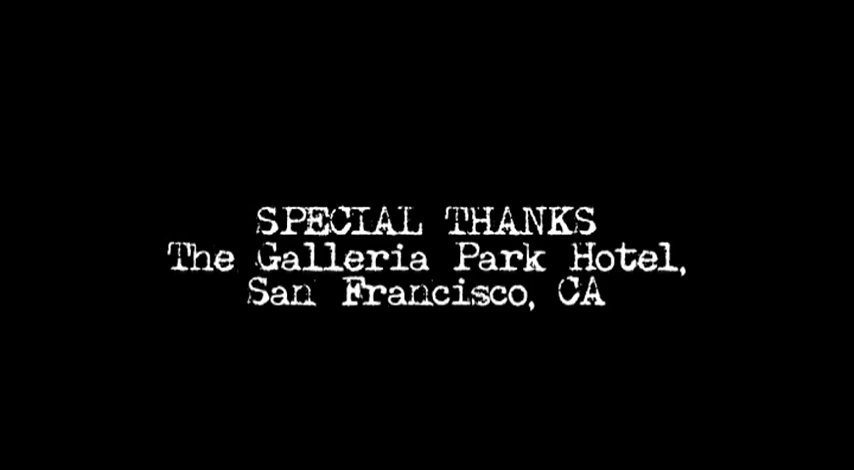 SPECIAL THANKS
The Galleria Park Hotel,
San Francisco, CA